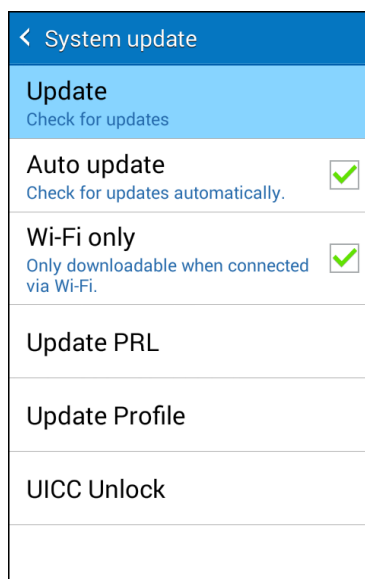 System update
Update
Check for updates
Auto update
Check for updates automatically.
Wi-Fi only
Only downloadable when connected
via Wi-Fi.
Update PRL
Update Profile
UICC Unlock